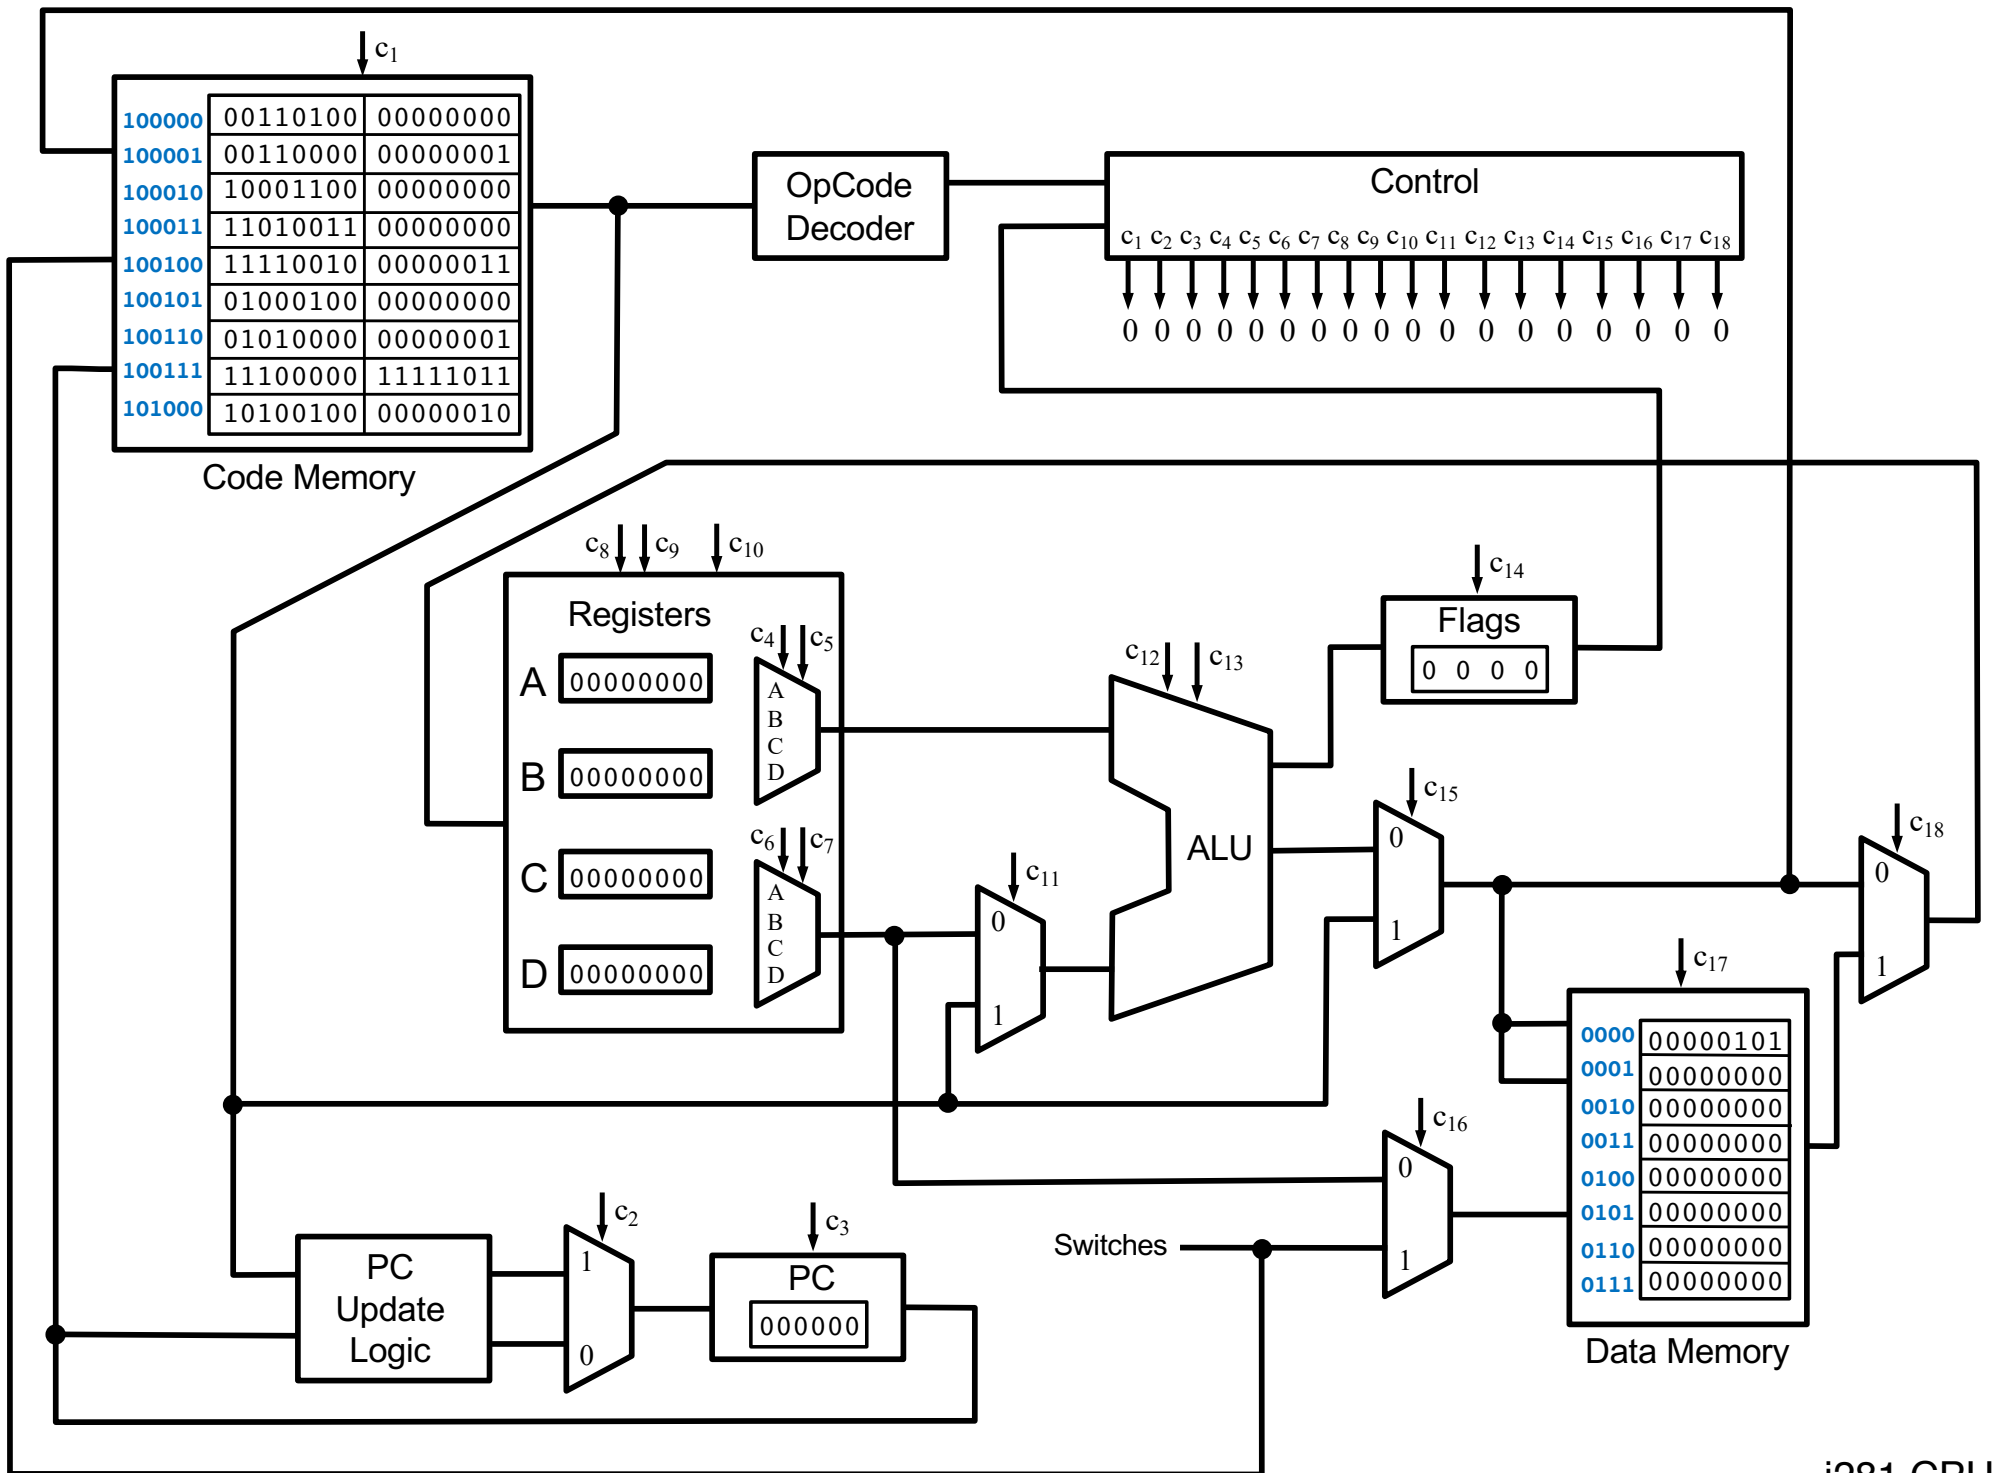 c1
100000 00110100 00000000
100001 00110000 00000001
100010 10001100 00000000
100011 11010011 00000000
100100 11110010 00000011
100101 01000100 00000000
100110 01010000 00000001
100111 11100000 11111011
101000 10100100 00000010
Code Memory
OpCode
Decoder
Control
c1 c2 c3 c4 c5 c6 c7 c8 c9 c10 c11 c12 c13 c14 c15 c16 c17 c18
0 0 0 0 0 0 0 0 0 0 0 0 0 0 0 0 0 0
c8 c9 c10
Registers
A 00000000
B 00000000
C 00000000
D 00000000
c4 c5
A
B
C
D
c6 c7
A
B
C
D
c11
0
1
c12 c13
ALU
c14
Flags
0 0 0 0
c15
0
1
c18
0
1
c17
0000 00000101
0001 00000000
0010 00000000
0011 00000000
0100 00000000
0101 00000000
0110 00000000
0111 00000000
Data Memory
c16
0
1
Switches
PC
Update
Logic
c2
1
0
c3
PC
000000